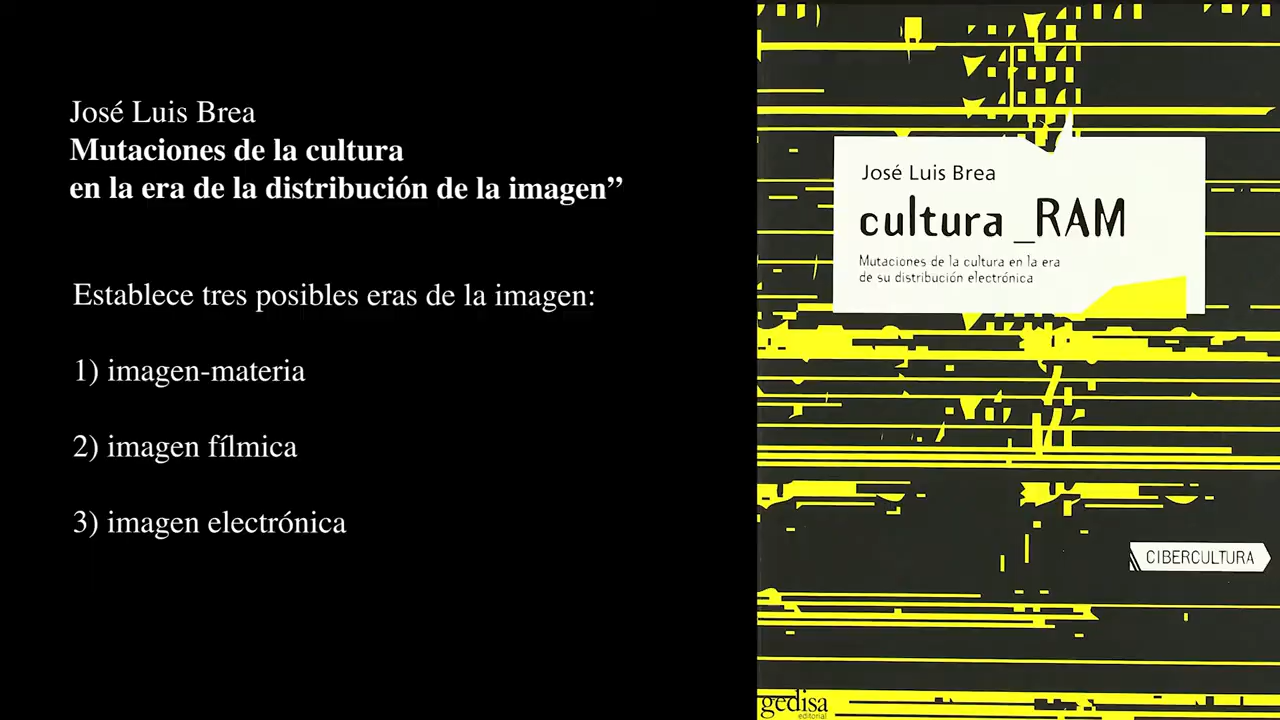 José Luis Brea
Mutaciones de la cultura
en la era de la distribución de la imagen”
Establece tres posibles eras de la imagen:
1) imagen-materia
2) imagen fílmica
3) imagen electrónica
José Luis Brea
cultura_RAM
Mutaciones de la cultura en la era
de su distribución electrónica
CIBERCULTURA
gedisa
editorial